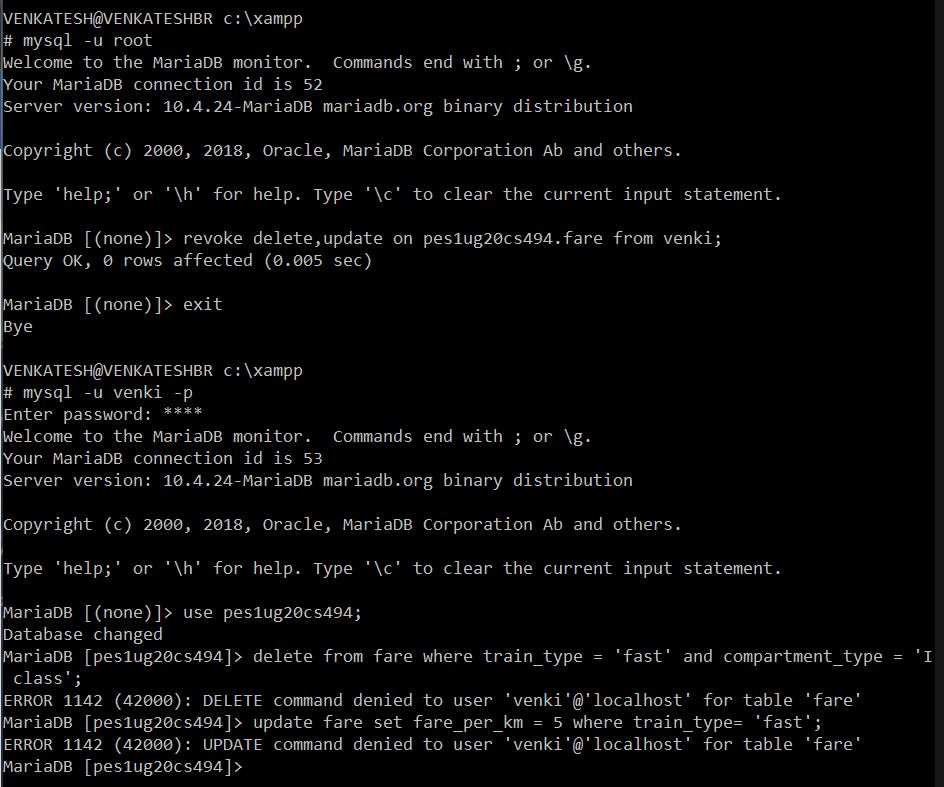 VENKATESH@VENKATESHBR c:\xampp
# mysql -u root
Welcome to the MariaDB monitor.  Commands end with ; or \g.
Your MariaDB connection id is 52
Server version: 10.4.24-MariaDB mariadb.org binary distribution
Copyright (c) 2000, 2018, Oracle, MariaDB Corporation Ab and others.
Type 'help;' or '\h' for help. Type '\c' to clear the current input statement.
MariaDB [(none)]> revoke delete,update on pes1ug20cs494.fare from venki;
Query OK, 0 rows affected (0.005 sec)
MariaDB [(none)]> exit
Bye
VENKATESH@VENKATESHBR c:\xampp
# mysql -u venki -p
Enter password: ****
Welcome to the MariaDB monitor.  Commands end with ; or \g.
Your MariaDB connection id is 53
Server version: 10.4.24-MariaDB mariadb.org binary distribution
Copyright (c) 2000, 2018, Oracle, MariaDB Corporation Ab and others.
Type 'help;' or '\h' for help. Type '\c' to clear the current input statement.
MariaDB [(none)]> use pes1ug20cs494;
Database changed
MariaDB [pes1ug20cs494]> delete from fare where train_type = 'fast' and compartment_type = 'I
 class';
ERROR 1142 (42000): DELETE command denied to user 'venki'@'localhost' for table 'fare'
MariaDB [pes1ug20cs494]> update fare set fare_per_km = 5 where train_type= 'fast';
ERROR 1142 (42000): UPDATE command denied to user 'venki'@'localhost' for table 'fare'
MariaDB [pes1ug20cs494]>